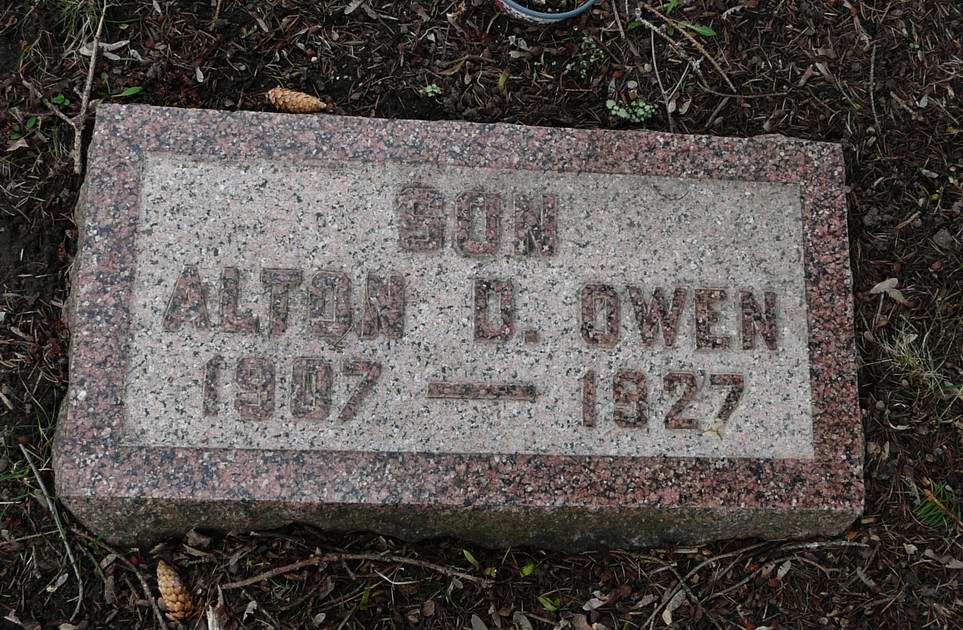 SON
ALTON D. OWEN
1907 — 1927